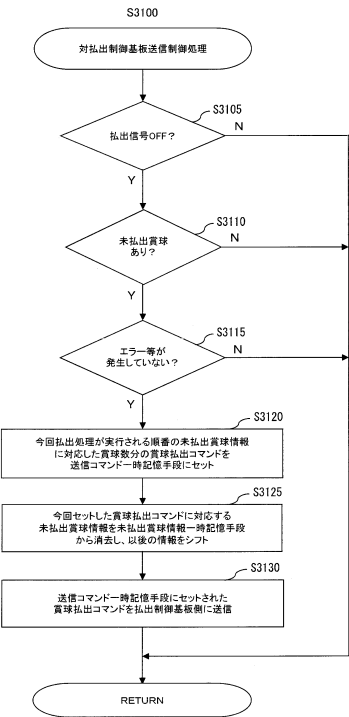 S3100
対払出制御基板送信制御処理
S3105
払出信号OFF？
N
Y
S3110
未払出賞球
あり？
N
Y
S3115
エラー等が
発生していない？
N
Y
S3120
今回払出処理が実行される順番の未払出賞球情報
に対応した賞球数分の賞球払出コマンドを
送信コマンド一時記憶手段にセット
S3125
今回セットした賞球払出コマンドに対応する
未払出賞球情報を未払出賞球情報一時記憶手段
から消去し、以後の情報をシフト
S3130
送信コマンド一時記憶手段にセットされた
賞球払出コマンドを払出制御基板側に送信
RETURN